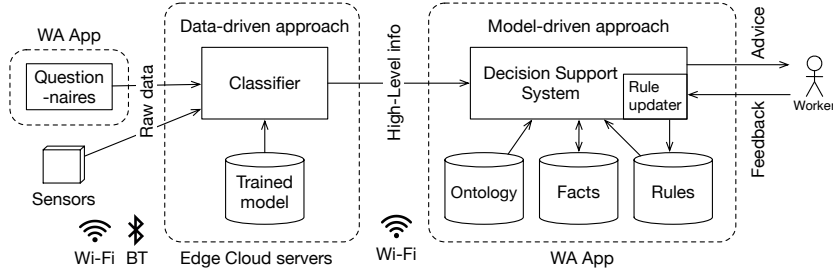 WA App
Question
-naires
Sensors
Wi-Fi
BT
Raw data
Data-driven approach
Classifier
Trained
model
Edge Cloud servers
High-Level info
Wi-Fi
Model-driven approach
Decision Support
System
Rule
updater
Ontology
Facts
Rules
WA App
Advice
Feedback
Worker